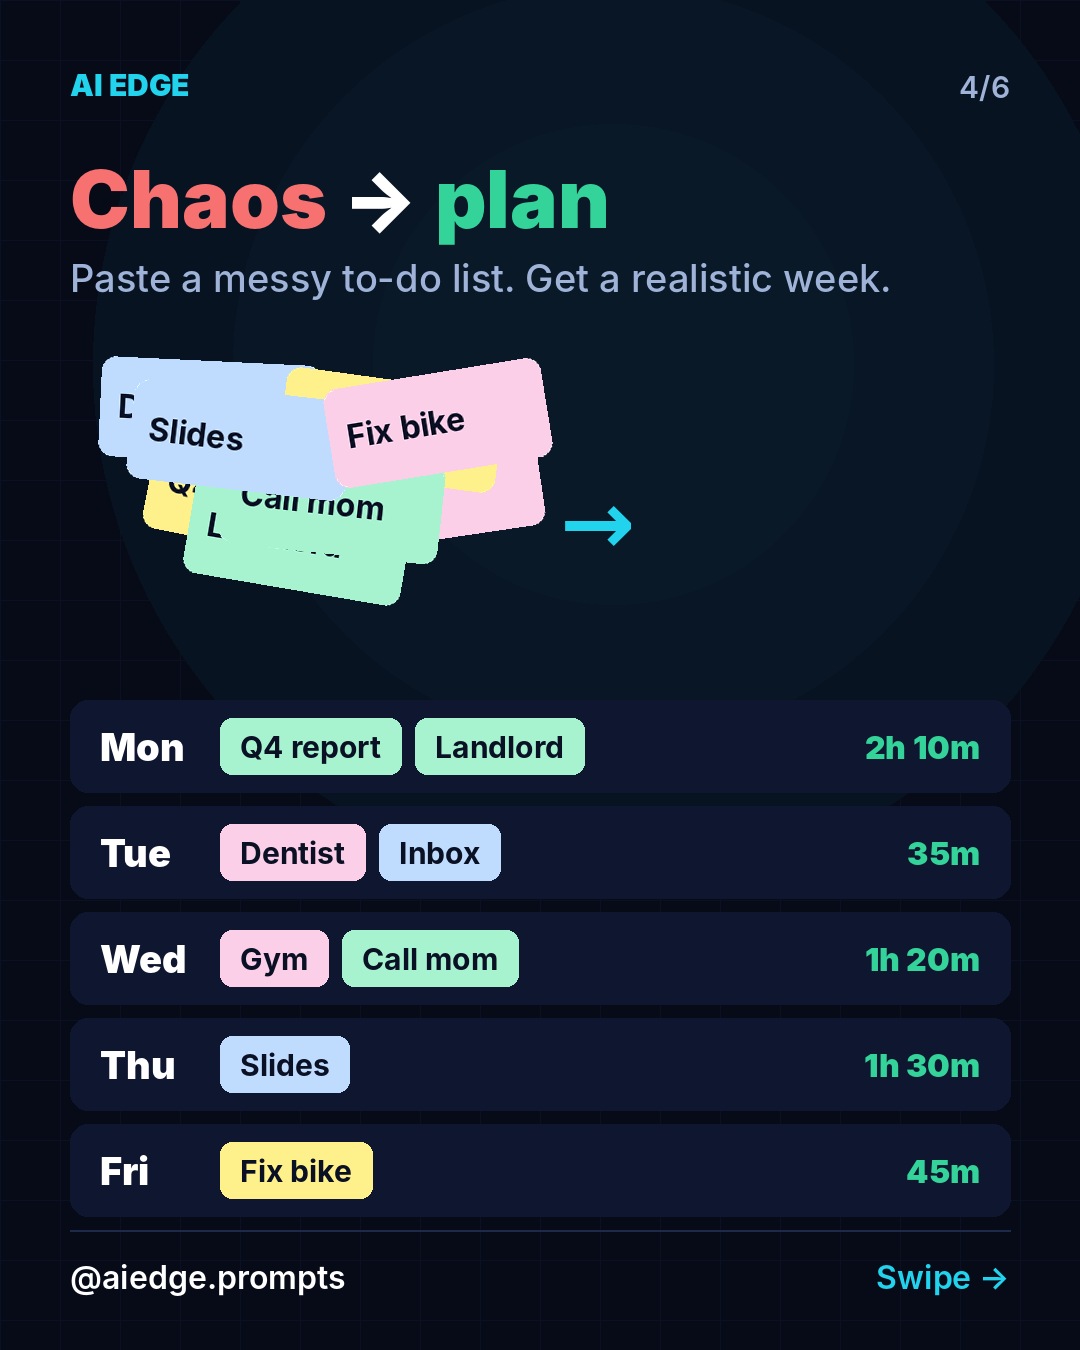 AI EDGE
4/6
Chaos → plan
Paste a messy to-do list. Get a realistic week.
Slides
Fix bike
Call mom
→
Mon Q4 report Landlord 2h 10m
Tue Dentist Inbox 35m
Wed Gym Call mom 1h 20m
Thu Slides 1h 30m
Fri Fix bike 45m
@aiedge.prompts
Swipe →